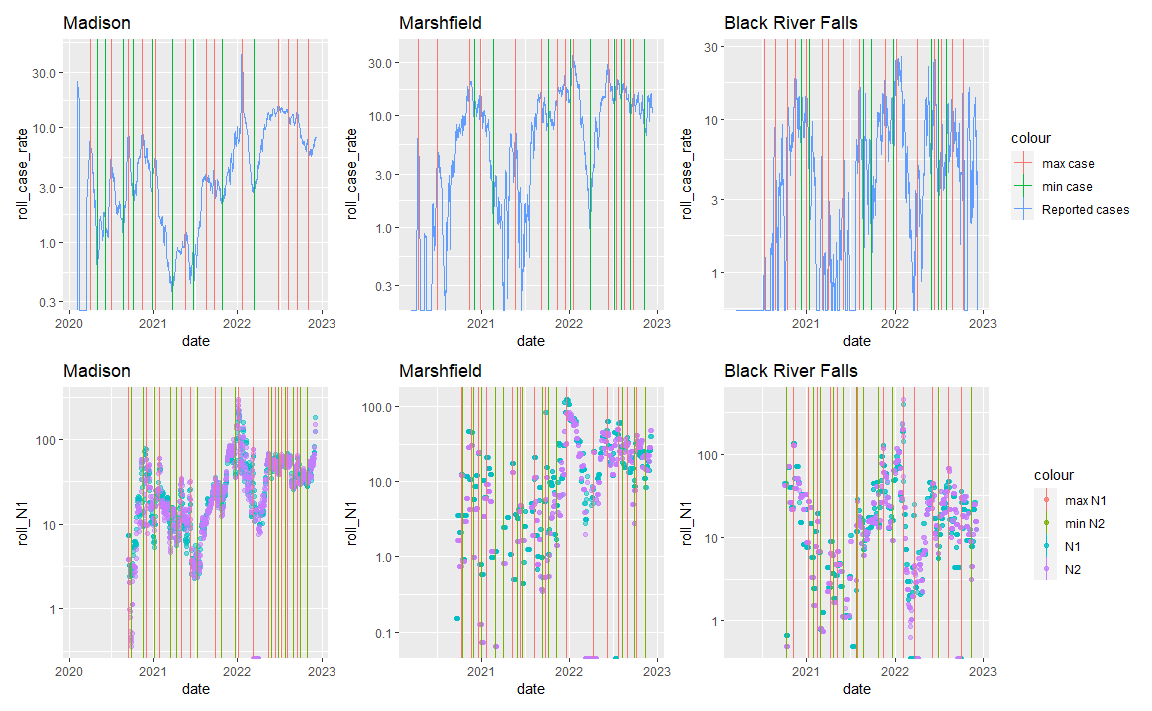 Madison
Marshfield
Black River Falls
roll_case_rate
30.0
10.0
3.0
1.0
0.3
2020
2021
2022
2023
date
roll_case_rate
30.0
10.0
3.0
1.0
0.3
2021
2022
2023
date
roll_case_rate
30
10
3
1
2021
2022
2023
date
colour
max case
min case
Reported cases
Madison
Marshfield
Black River Falls
roll_N1
100
10
1
2020
2021
2022
2023
date
roll_N1
100.0
10.0
1.0
0.1
2021
2022
2023
date
roll_N1
100
10
1
2021
2022
2023
date
colour
max N1
min N2
N1
N2